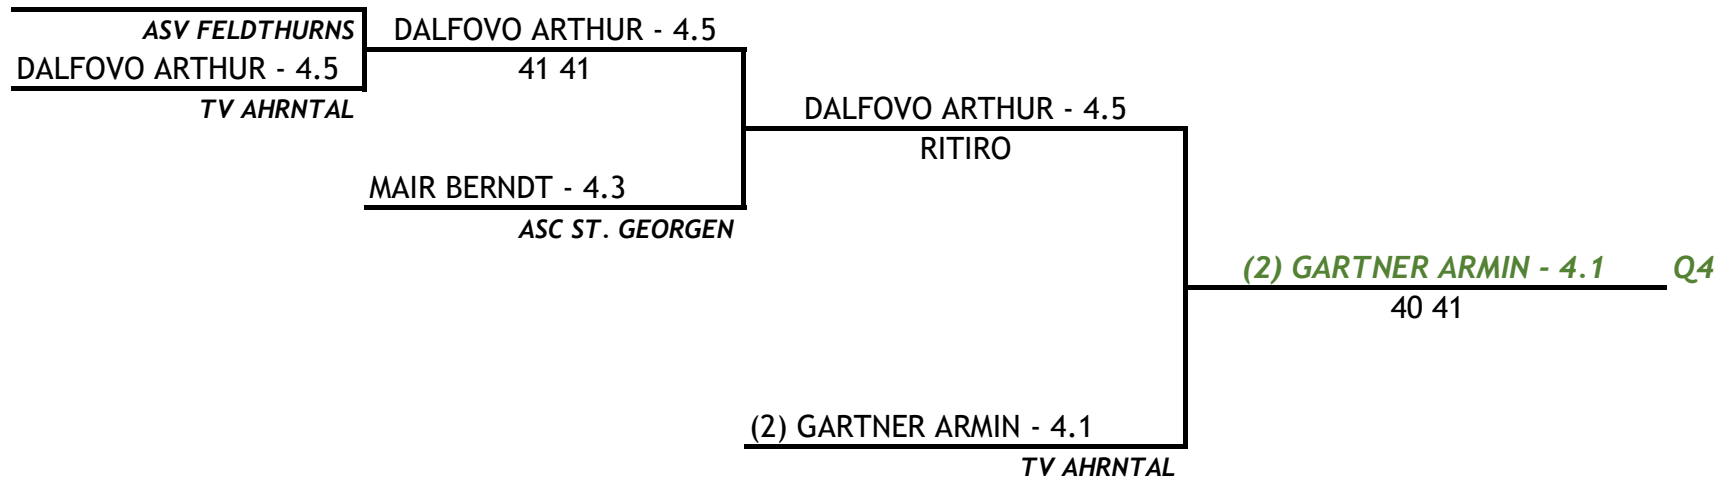 ASV FELDTHURNS
DALFOVO ARTHUR - 4.5
DALFOVO ARTHUR - 4.5
41 41
TV AHRNTAL
DALFOVO ARTHUR - 4.5
RITIRO
MAIR BERNDT - 4.3
ASC ST. GEORGEN
(2) GARTNER ARMIN - 4.1 Q4
40 41
(2) GARTNER ARMIN - 4.1
TV AHRNTAL